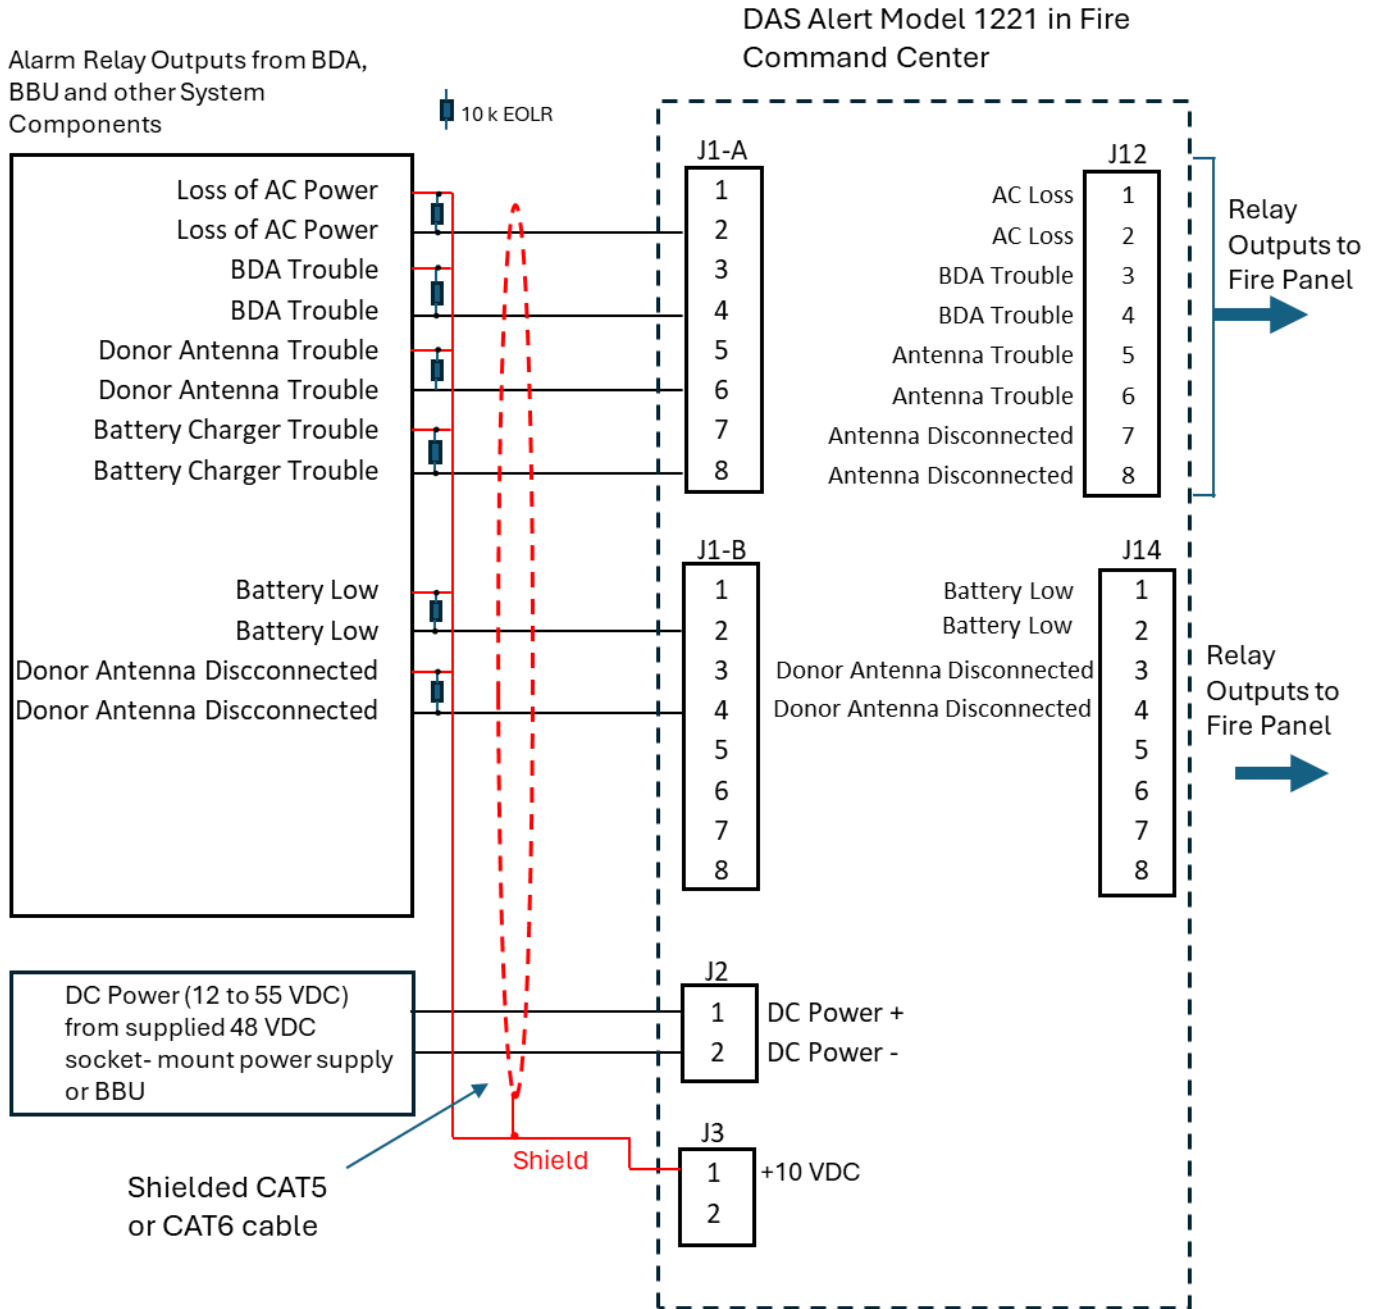 DAS Alert Model 1221 in Fire
Command Center
Alarm Relay Outputs from BDA,
BBU and other System
Components
10 k EOLR
Loss of AC Power
Loss of AC Power
BDA Trouble
BDA Trouble
Donor Antenna Trouble
Donor Antenna Trouble
Battery Charger Trouble
Battery Charger Trouble
Battery Low
Battery Low
Donor Antenna Discconnected
Donor Antenna Discconnected
J1-A
1
2
3
4
5
6
7
8
J12
AC Loss 1
AC Loss 2
BDA Trouble 3
BDA Trouble 4
Antenna Trouble 5
Antenna Trouble 6
Antenna Disconnected 7
Antenna Disconnected 8
Relay
Outputs to
Fire Panel
J1-B
1
2
3
4
5
6
7
8
J14
Battery Low 1
Battery Low 2
Donor Antenna Disconnected 3
Donor Antenna Disconnected 4
5
6
7
8
Relay
Outputs to
Fire Panel
DC Power (12 to 55 VDC)
from supplied 48 VDC
socket- mount power supply
or BBU
J2
1 DC Power +
2 DC Power -
J3
1 +10 VDC
2
Shield
Shielded CAT5
or CAT6 cable